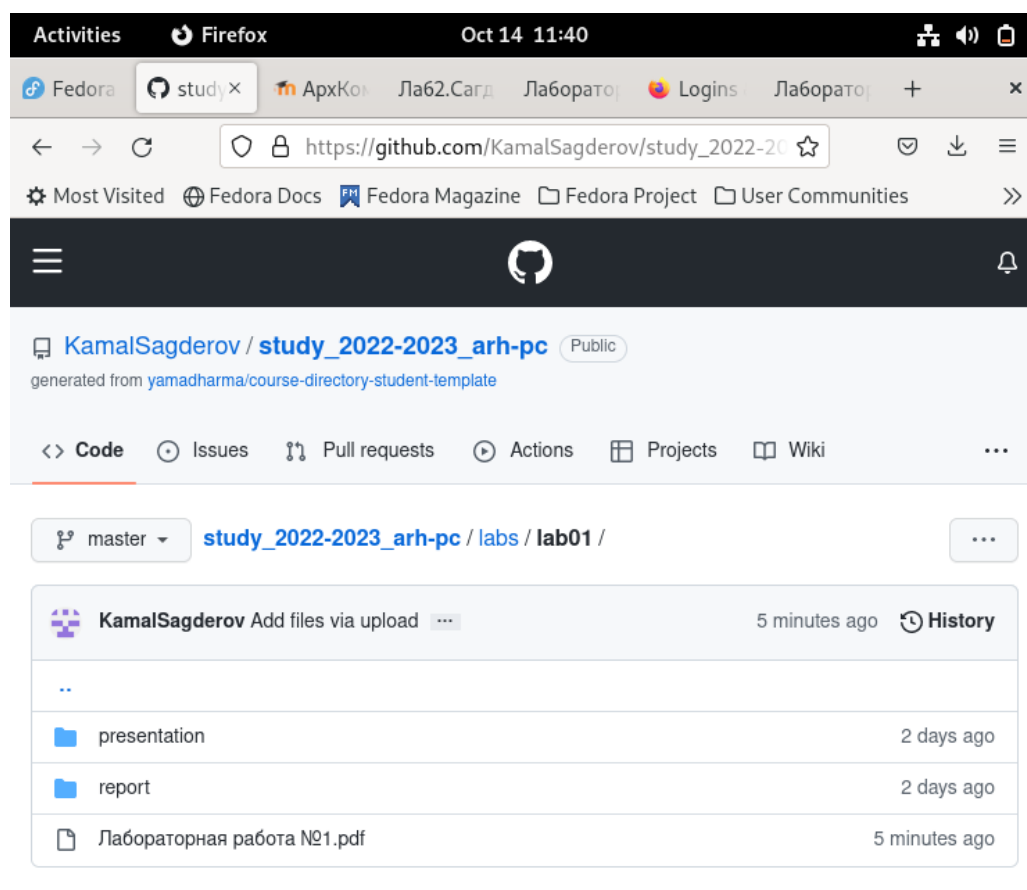 Activities Firefox Oct 14 11:40
Fedora study АрхКо Лаб2.Сагд Лаборато Logins Лаборатор
https://github.com/KamalSagderov/study_2022-20
Most Visited Fedora Docs Fedora Magazine Fedora Project User Communities
KamalSagderov / study_2022-2023_arh-pc Public
generated from yamadharma/course-directory-student-template
Code Issues Pull requests Actions Projects Wiki ...
master study_2022-2023_arh-pc / labs / lab01 / ...
KamalSagderov Add files via upload ... 5 minutes ago History
..
presentation 2 days ago
report 2 days ago
Лабораторная работа №1.pdf 5 minutes ago